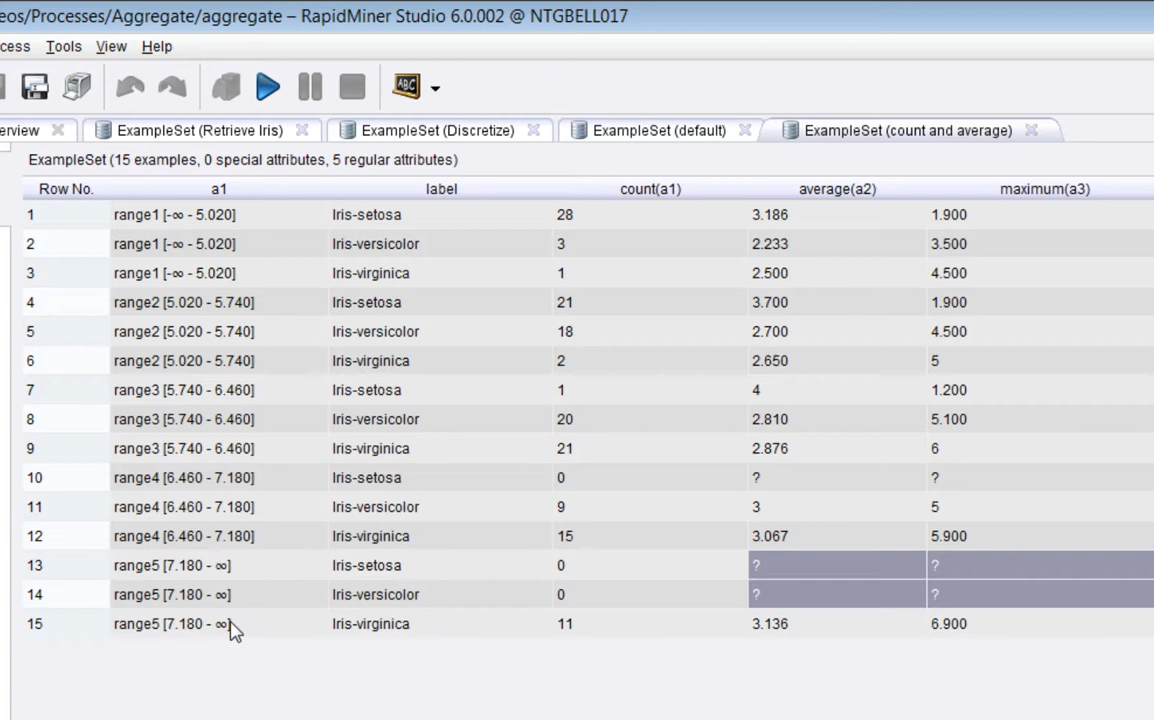 eos/Processes/Aggregate/aggregate – RapidMiner Studio 6.0.002 @ NTGBELL017
cess Tools View Help
ABC
erview ExampleSet (Retrieve Iris) ExampleSet (Discretize) ExampleSet (default) ExampleSet (count and average)
ExampleSet (15 examples, 0 special attributes, 5 regular attributes)
Row No. a1 label count(a1) average(a2) maximum(a3)
1 range1 [-∞ - 5.020] Iris-setosa 28 3.186 1.900
2 range1 [-∞ - 5.020] Iris-versicolor 3 2.233 3.500
3 range1 [-∞ - 5.020] Iris-virginica 1 2.500 4.500
4 range2 [5.020 - 5.740] Iris-setosa 21 3.700 1.900
5 range2 [5.020 - 5.740] Iris-versicolor 18 2.700 4.500
6 range2 [5.020 - 5.740] Iris-virginica 2 2.650 5
7 range3 [5.740 - 6.460] Iris-setosa 1 4 1.200
8 range3 [5.740 - 6.460] Iris-versicolor 20 2.810 5.100
9 range3 [5.740 - 6.460] Iris-virginica 21 2.876 6
10 range4 [6.460 - 7.180] Iris-setosa 0 ? ?
11 range4 [6.460 - 7.180] Iris-versicolor 9 3 5
12 range4 [6.460 - 7.180] Iris-virginica 15 3.067 5.900
13 range5 [7.180 - ∞] Iris-setosa 0 ? ?
14 range5 [7.180 - ∞] Iris-versicolor 0 ? ?
15 range5 [7.180 - ∞] Iris-virginica 11 3.136 6.900